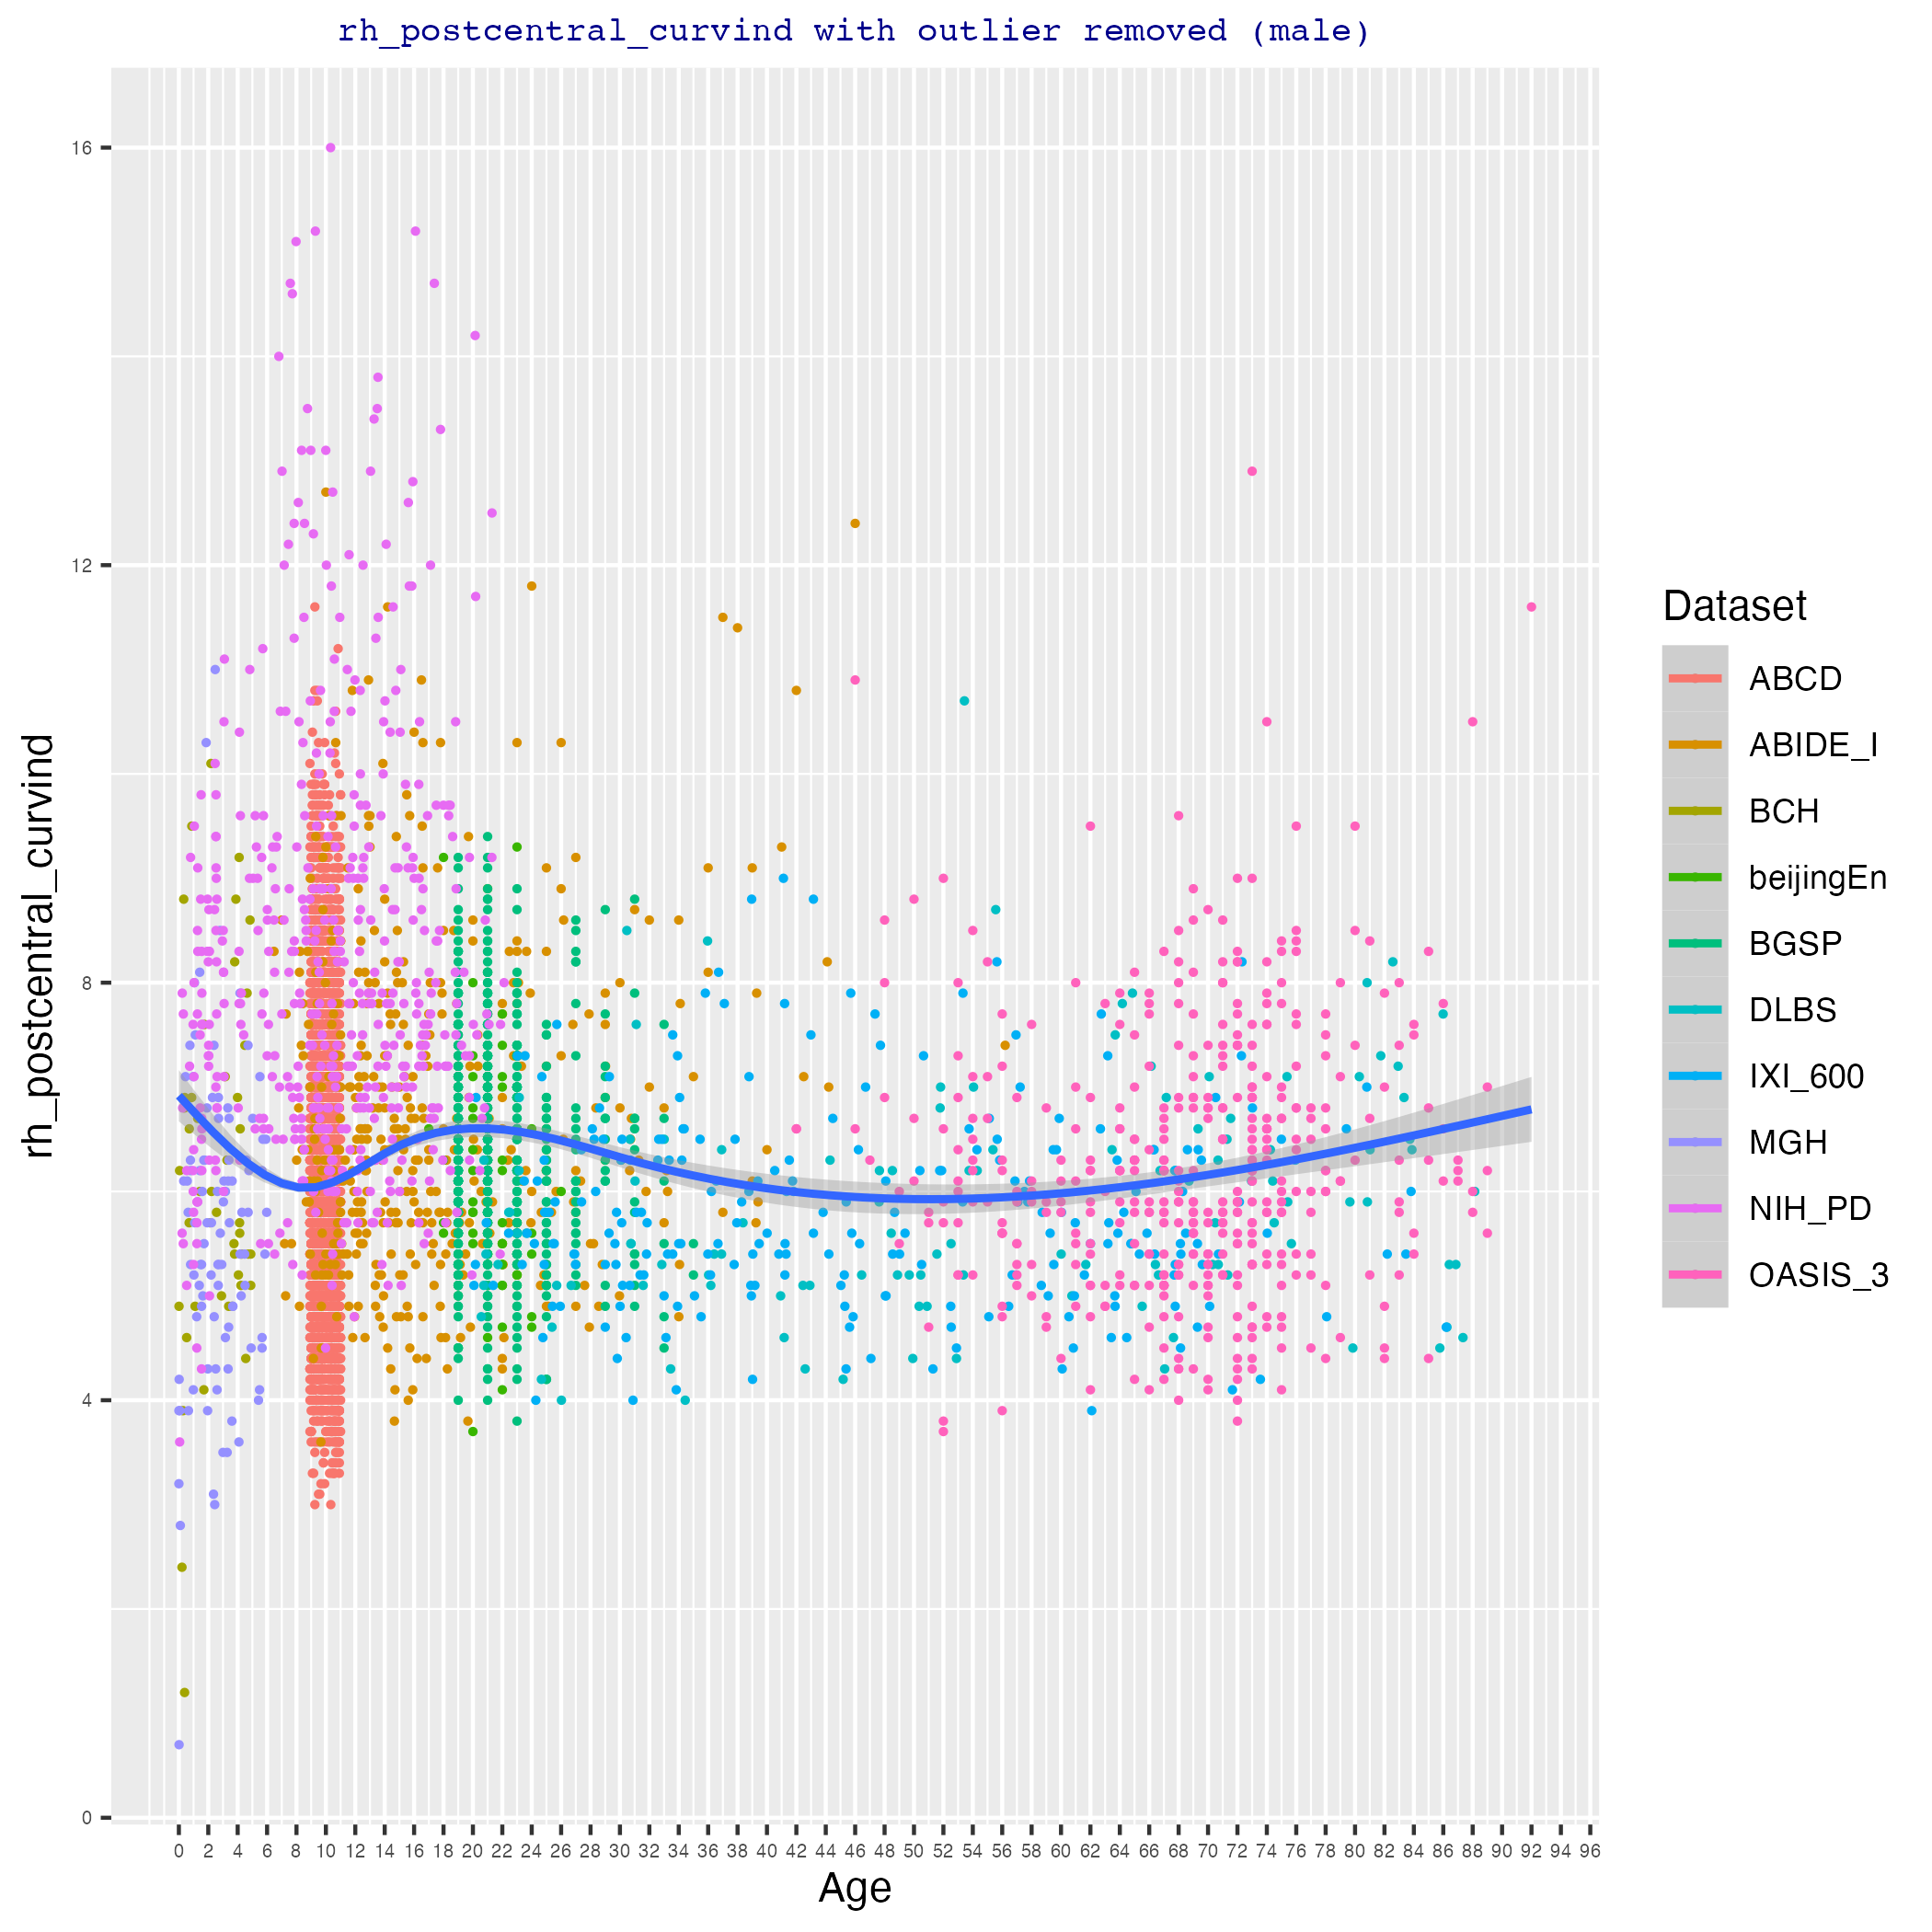 rh_postcentral_curvind with outlier removed (male)
16
12
8
4
0
rh_postcentral_curvind
0 2 4 6 8 10 12 14 16 18 20 22 24 26 28 30 32 34 36 38 40 42 44 46 48 50 52 54 56 58 60 62 64 66 68 70 72 74 76 78 80 82 84 86 88 90 92 94 96
Age
Dataset
ABCD
ABIDE_I
BCH
beijingEn
BGSP
DLBS
IXI_600
MGH
NIH_PD
OASIS_3